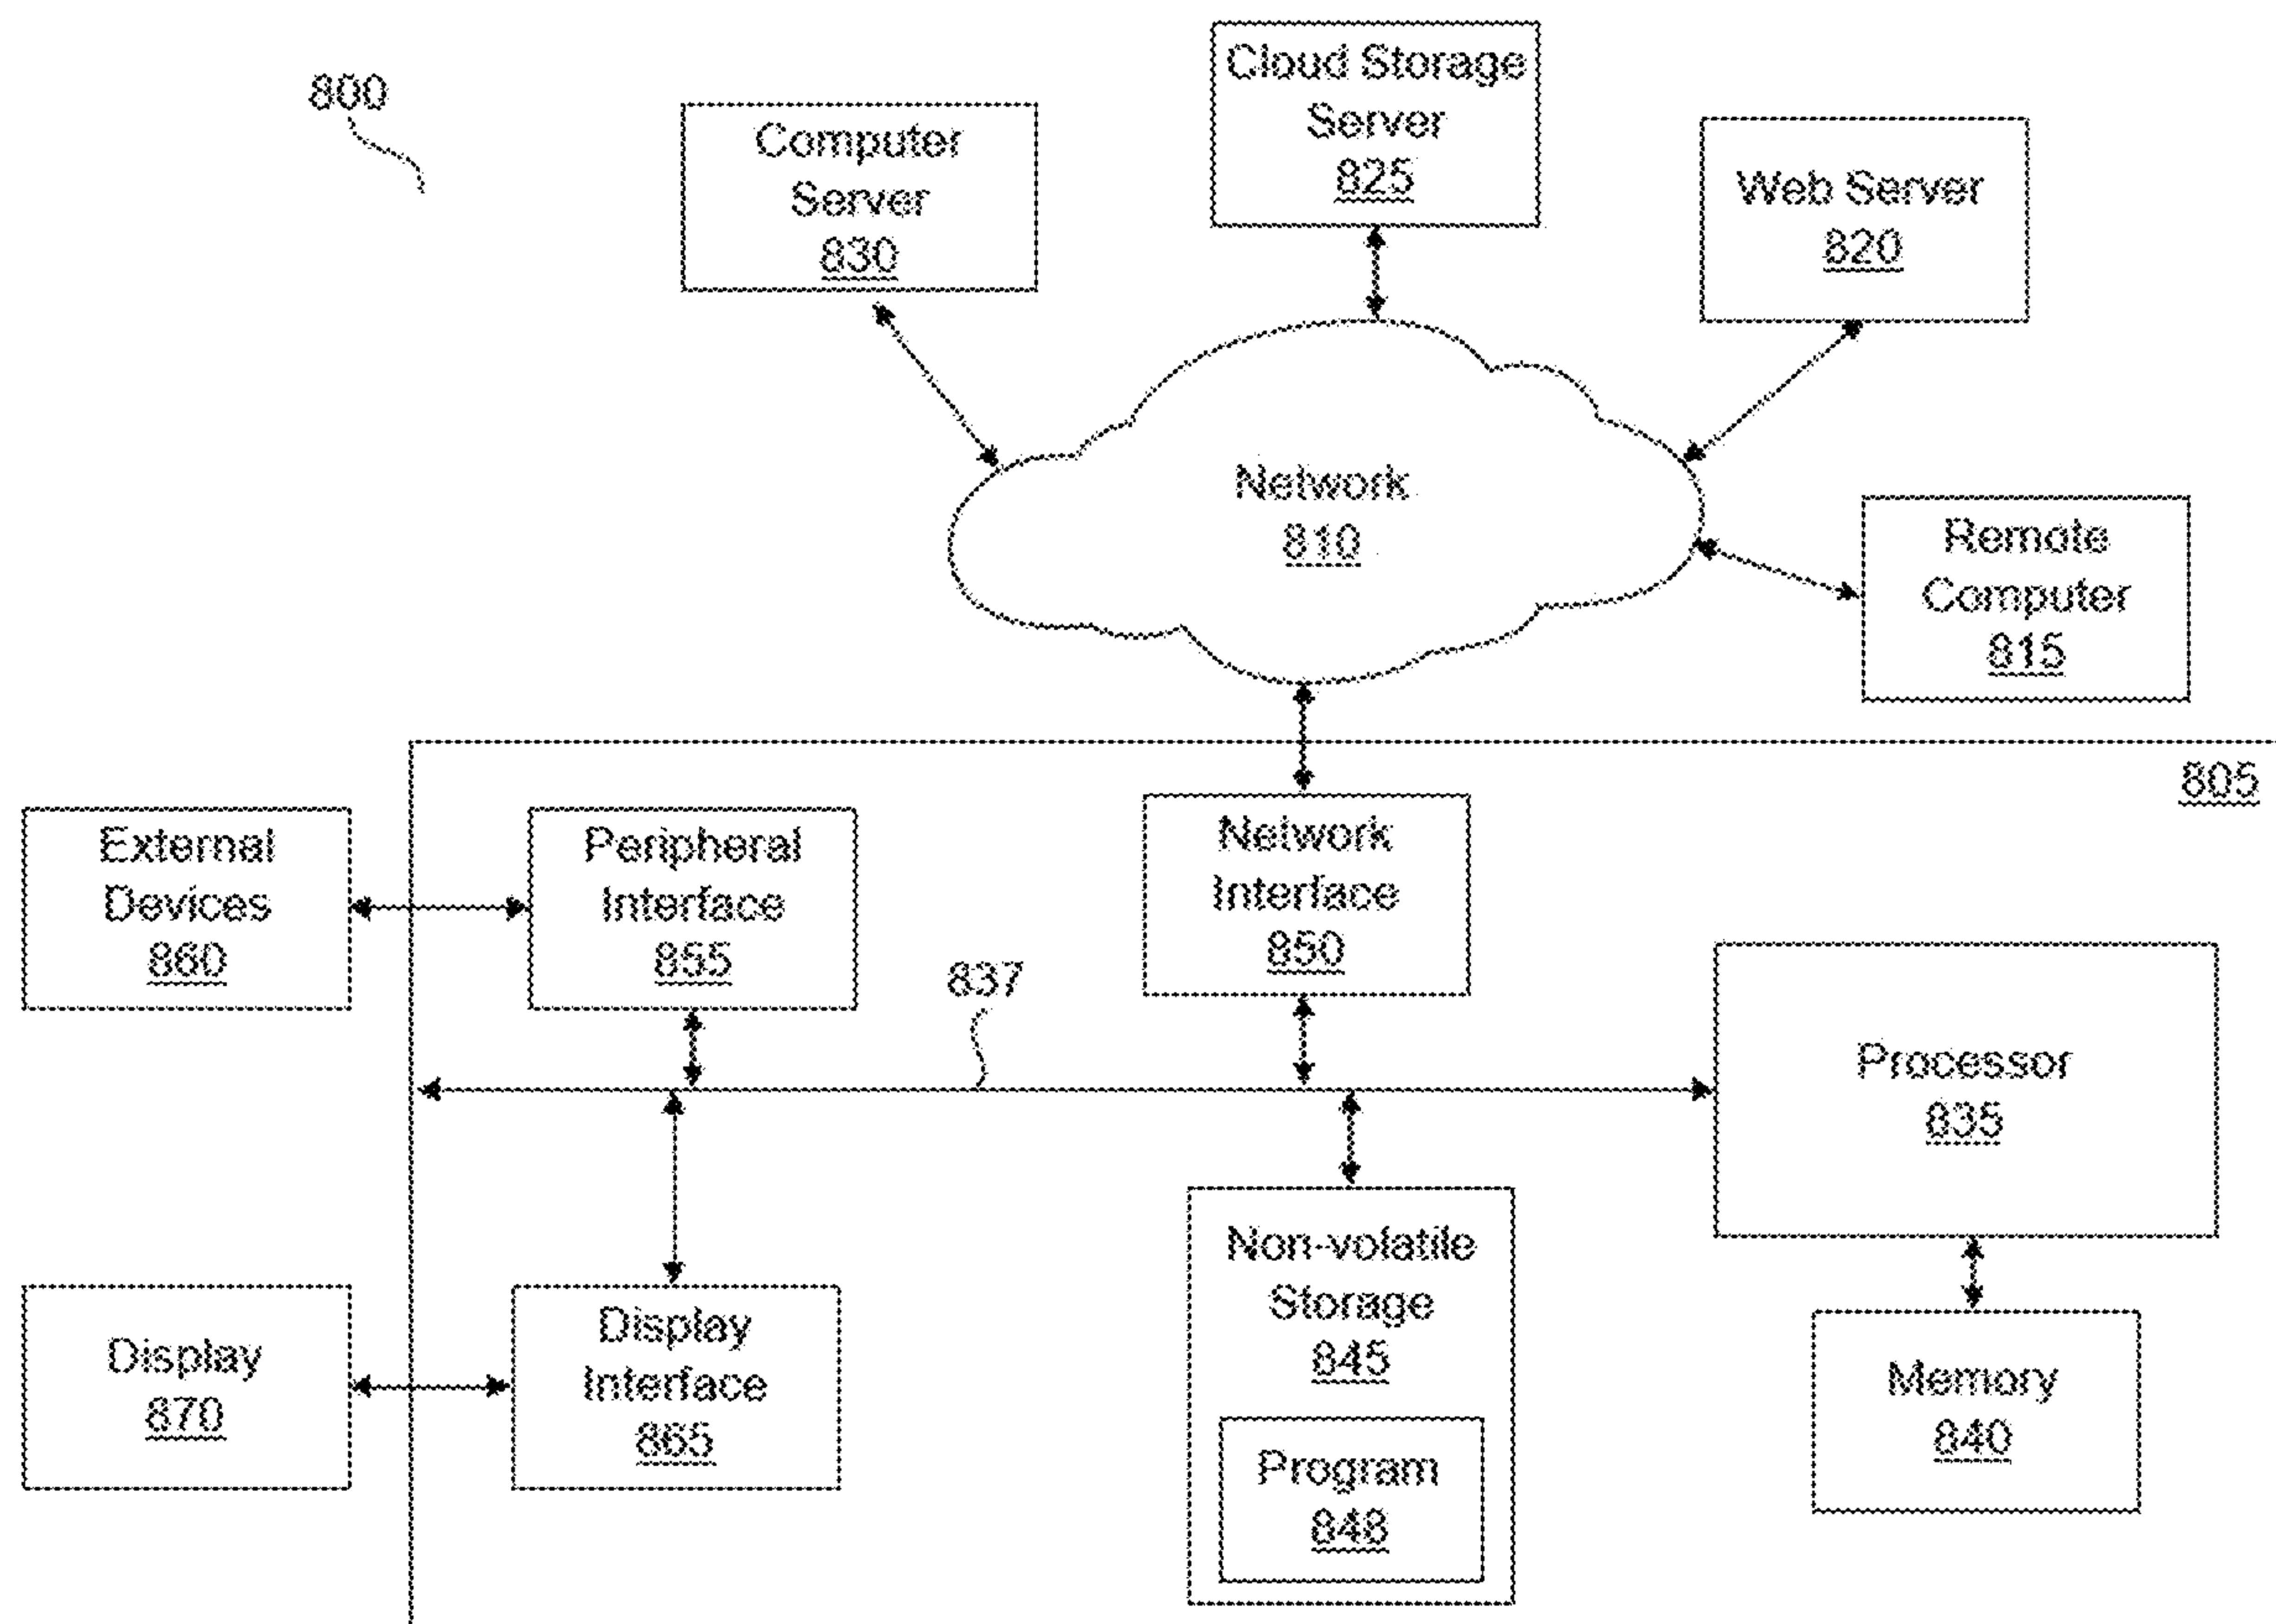 800
Computer
Server
830
Cloud Storage
Server
825
Web Server
820
Network
810
Remote
Computer
815
805
External
Devices
860
Peripheral
Interface
855
Network
Interface
850
837
Processor
835
Display
870
Display
Interface
865
Non-volatile
Storage
845
Program
848
Memory
840